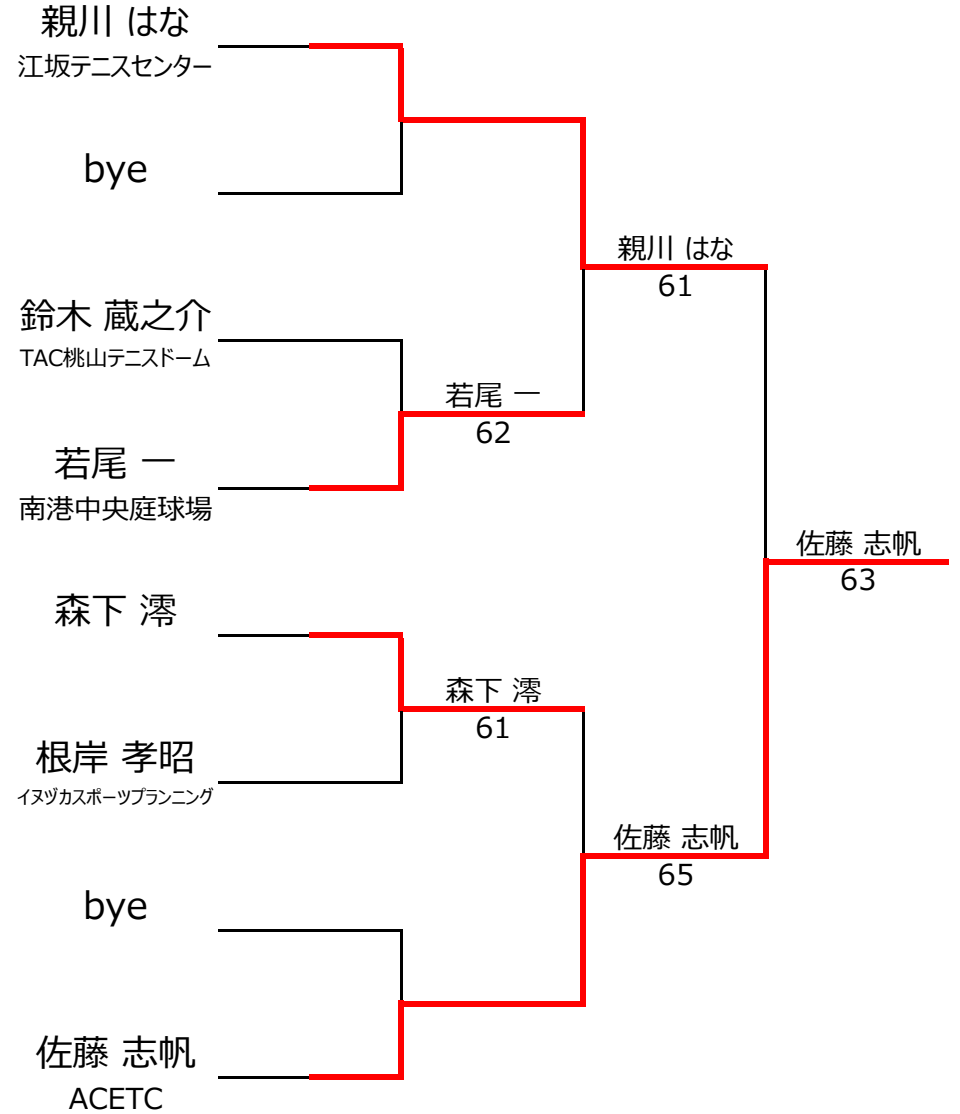 親川 はな
江坂テニスセンター
bye
鈴木 蔵之介
TAC桃山テニスドーム
若尾 一
南港中央庭球場
森下 澪
根岸 孝昭
イヌヅカスポーツプランニング
bye
佐藤 志帆
ACETC
若尾 一
62
森下 澪
61
親川 はな
61
佐藤 志帆
65
佐藤 志帆
63